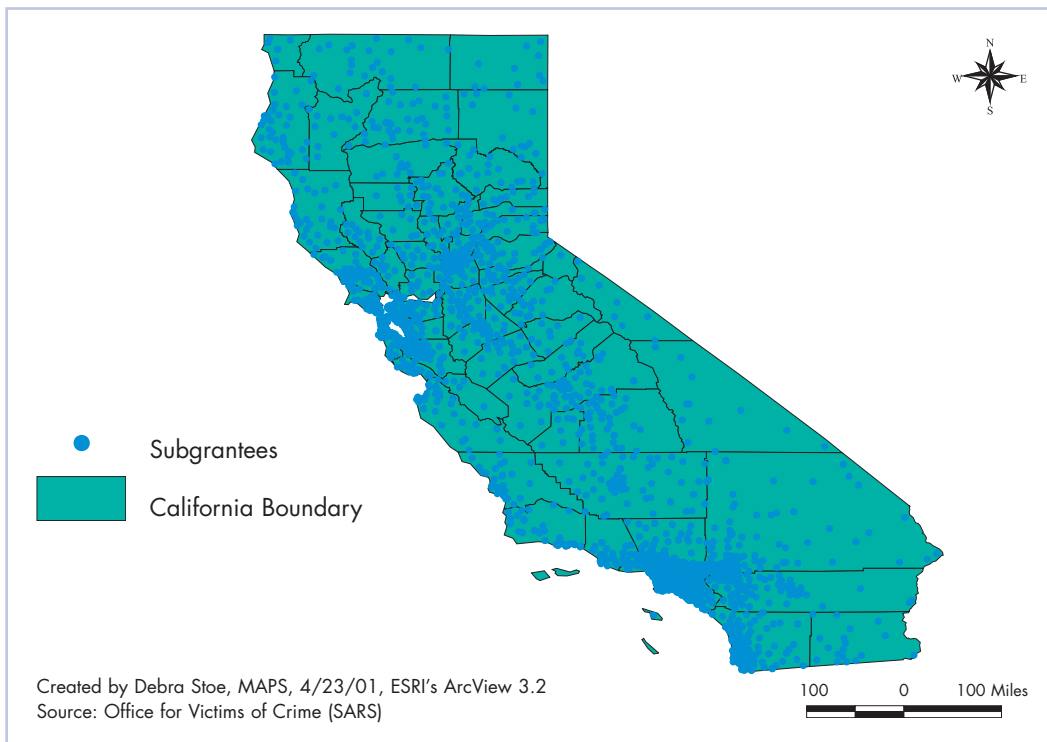 N
W E
S
Subgrantees
California Boundary
Created by Debra Stoe, MAPS, 4/23/01, ESRI's ArcView 3.2
Source: Office for Victims of Crime (SARS)
100 0 100 Miles